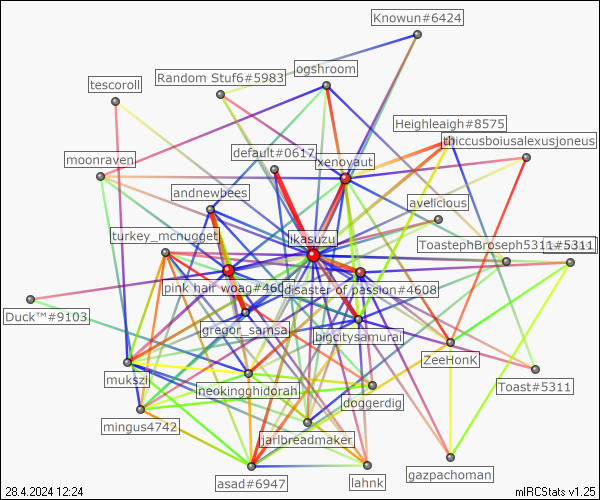 Knowun#6424
ogshroom
Random Stuf6#5983
tescoroll
Heighleaigh#8575
thiccusboiusalexusjoneus
default#0617
xenoyaut
moonraven
andnewbees
avelicious
turkey_mcnugget
ikasuzu
ToastephBroseph5311#5311
pink hair woag#460
disaster of passion#4608
Duck™#9103
gregor_samsa
bigcitysamurai
ZeeHonK
mukszi
neokingghidorah
Toast#5311
doggerdig
mingus4742
jarlbreadmaker
asad#6947
lahnk
gazpachoman
28.4.2024 12:24
mIRCStats v1.25